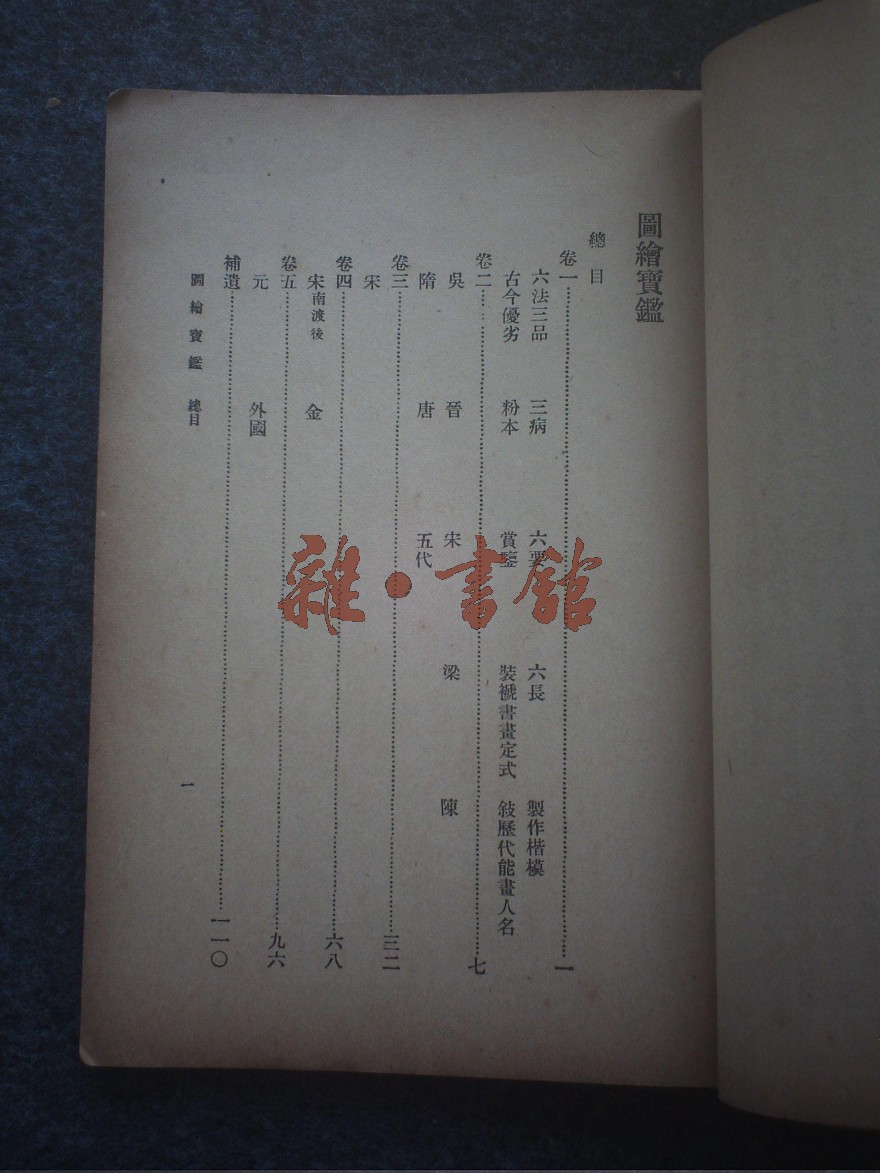 圖繪寶鑑
總目
卷一……一
六法三品 三病 六要 六長 製作楷模
古今優劣 粉本 賞鑒 裝褫書畫定式 敍歷代能畫人名
卷二……七
吳 晉 宋 梁 陳
隋 唐 五代
卷三……三二
宋
卷四……六八
宋南渡後 金
卷五……九六
元 外國
補遺……一一〇
圖繪寶鑑 總目
一
雜·書館